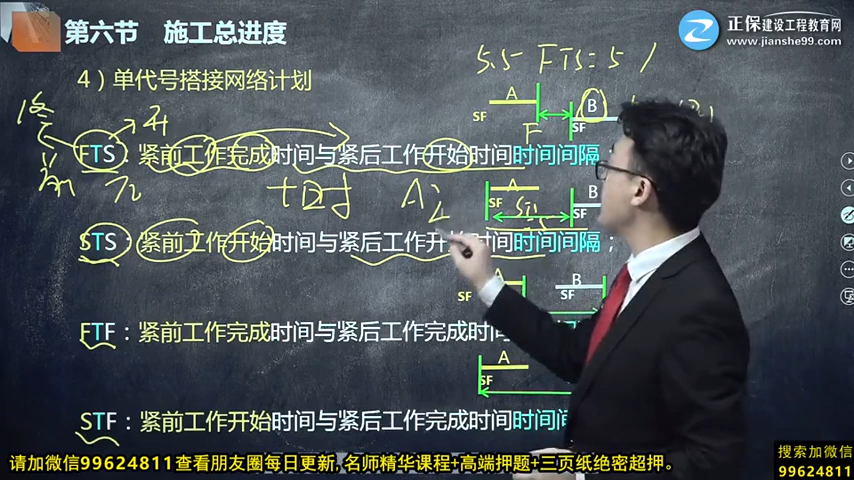 第六节 施工总进度
正保建设工程教育网
www.jianshe99.com
4）单代号搭接网络计划
5.5 FTS=5
A
B
SF
SF
F
FTS：紧前工作完成时间与紧后工作开始时间时间间隔
A
B
SF
SF
STS：紧前工作开始时间与紧后工作开始时间时间间隔；
A
B
SF
SF
FTF：紧前工作完成时间与紧后工作完成时间时
A
SF
STF：紧前工作开始时间与紧后工作完成时间时间
请加微信99624811查看朋友圈每日更新,名师精华课程+高端押题+三页纸绝密超押。
搜索加微信
99624811